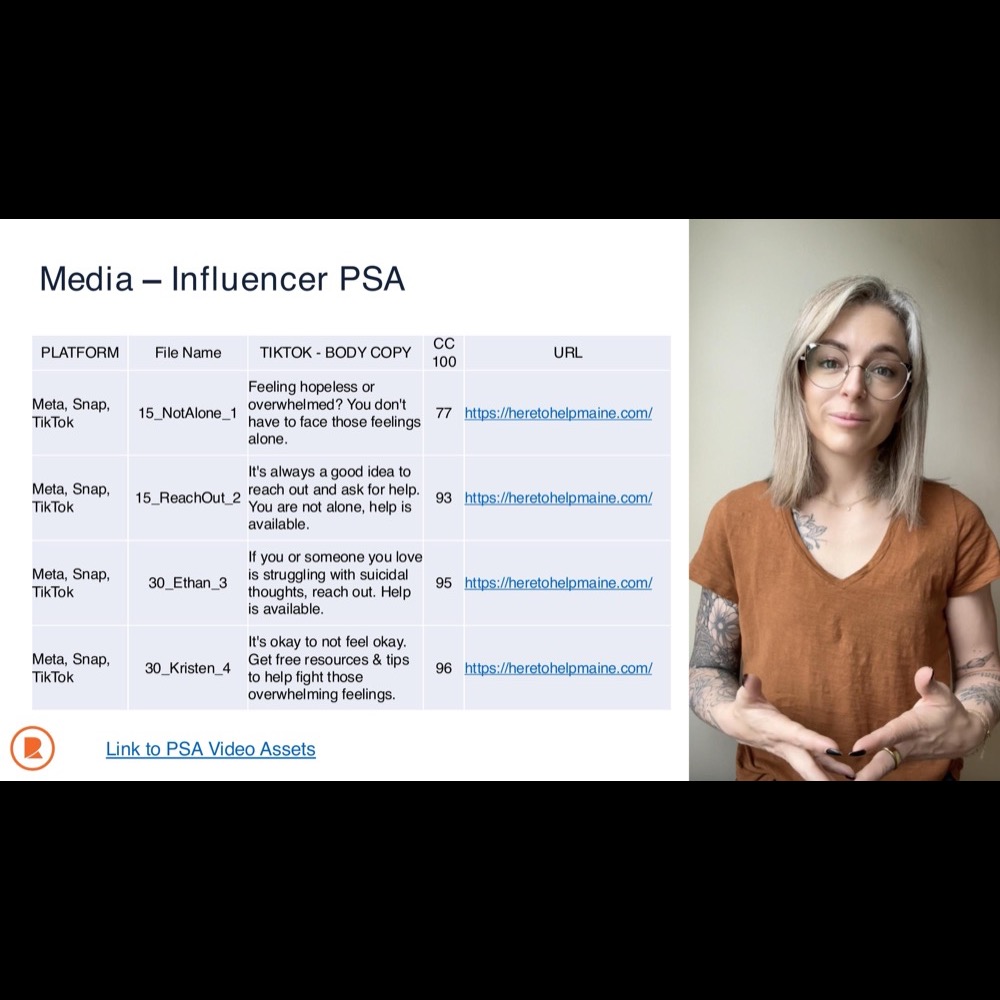 Media – Influencer PSA
PLATFORM File Name TIKTOK - BODY COPY CC 100 URL
Meta, Snap, TikTok 15_NotAlone_1 Feeling hopeless or overwhelmed? You don't have to face those feelings alone. 77 https://heretohelpmaine.com/
Meta, Snap, TikTok 15_ReachOut_2 It's always a good idea to reach out and ask for help. You are not alone, help is available. 93 https://heretohelpmaine.com/
Meta, Snap, TikTok 30_Ethan_3 If you or someone you love is struggling with suicidal thoughts, reach out. Help is available. 95 https://heretohelpmaine.com/
Meta, Snap, TikTok 30_Kristen_4 It's okay to not feel okay. Get free resources & tips to help fight those overwhelming feelings. 96 https://heretohelpmaine.com/
Link to PSA Video Assets